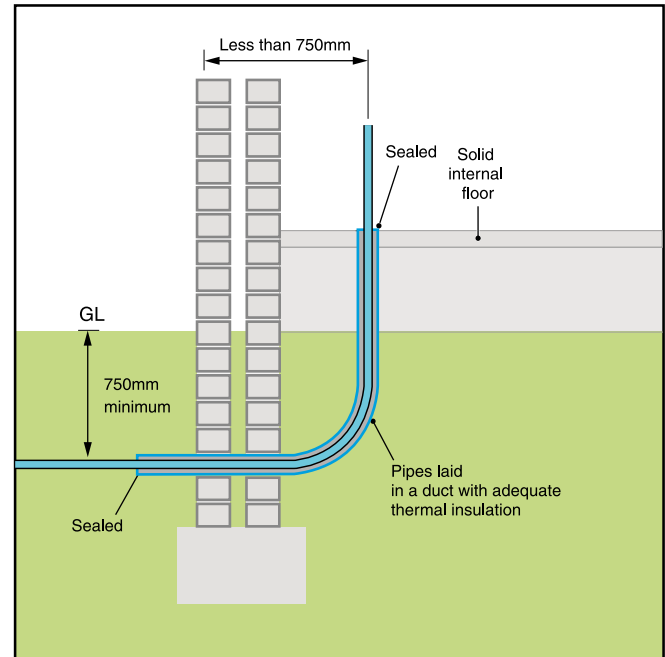 Less than 750mm
Sealed
Solid
internal
floor
GL
750mm
minimum
Pipes laid
in a duct with adequate
thermal insulation
Sealed